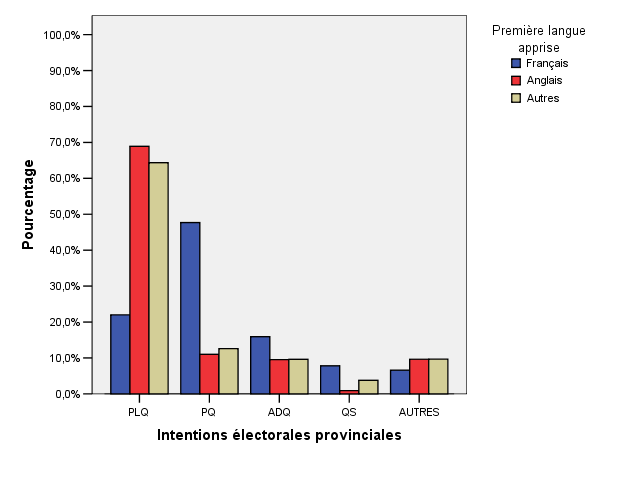 Première langue
apprise
Français
Anglais
Autres
100,0%
90,0%
80,0%
70,0%
60,0%
50,0%
40,0%
30,0%
20,0%
10,0%
0,0%
Pourcentage
PLQ PQ ADQ QS AUTRES
Intentions électorales provinciales